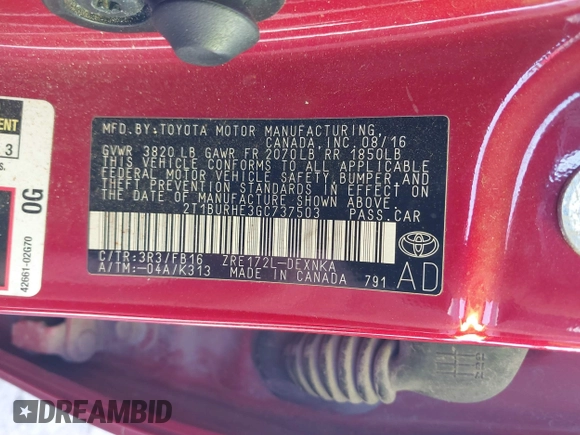 MFD. BY: TOYOTA MOTOR MANUFACTURING,
CANADA, INC. 08/16
GVWR 3820 LB GAWR FR 2070LB RR 1850LB
THIS VEHICLE CONFORMS TO ALL APPLICABLE
FEDERAL MOTOR VEHICLE SAFETY, BUMPER, AND
THEFT PREVENTION STANDARDS IN EFFECT ON
THE DATE OF MANUFACTURE SHOWN ABOVE.
2T1BURHE3GC737503 PASS.CAR
C/TR:3R3/FB16 ZRE172L-DEXNKA
A/TM:-04A/K313 MADE IN CANADA 791
AD
3
OG
42661-02G70
DREAMBID